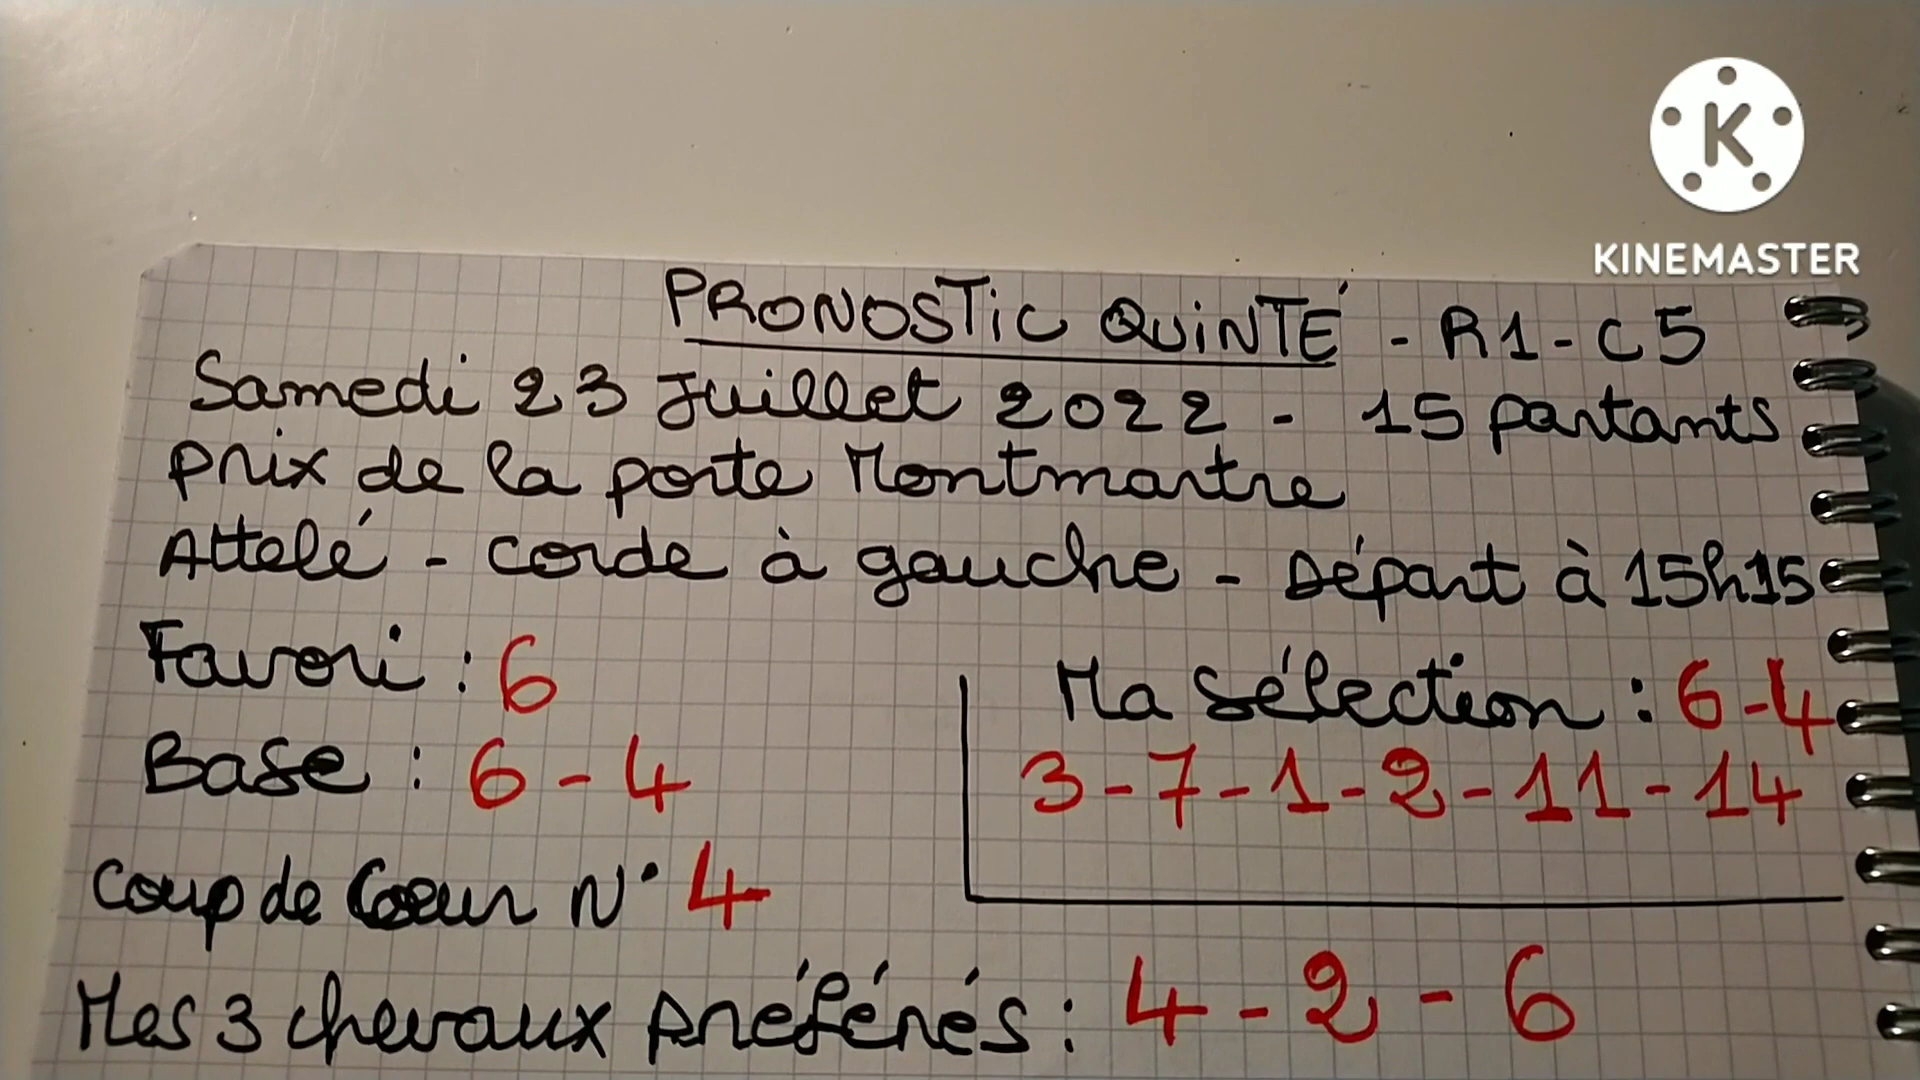 K
KINEMASTER
PRONOSTIC QUINTÉ - R1 - C5
Samedi 23 Juillet 2022 - 15 partants
Prix de la porte Montmartre
Attelé - corde à gauche - Départ à 15h15
Favori : 6
Base : 6 - 4
Coup de Coeur N° 4
Ma sélection : 6 - 4
3 - 7 - 1 - 2 - 11 - 14
Mes 3 chevaux préférés : 4 - 2 - 6